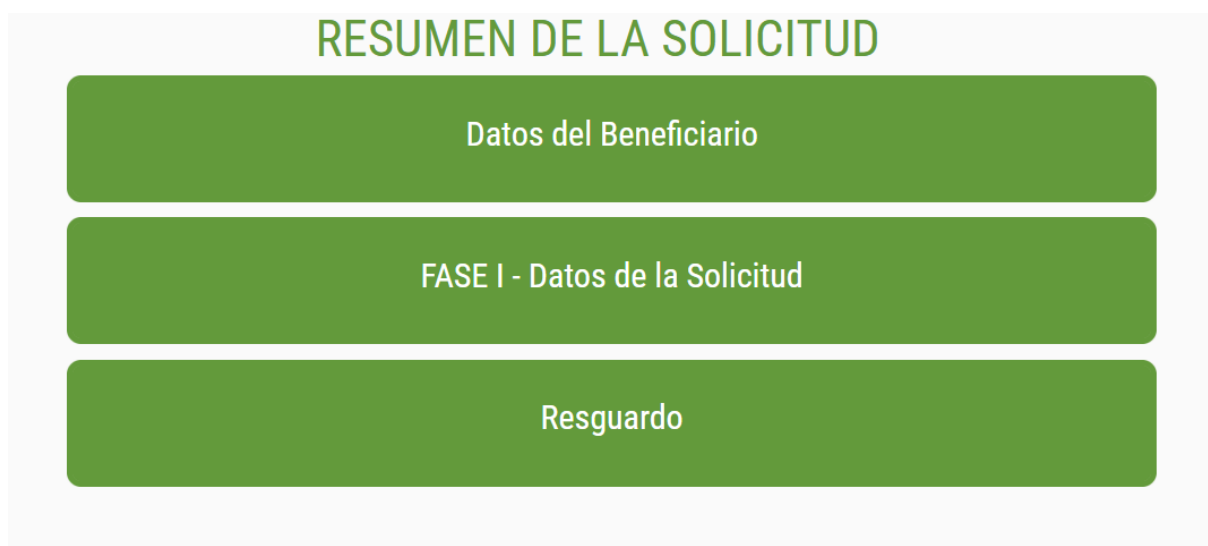 RESUMEN DE LA SOLICITUD
Datos del Beneficiario
FASE I - Datos de la Solicitud
Resguardo